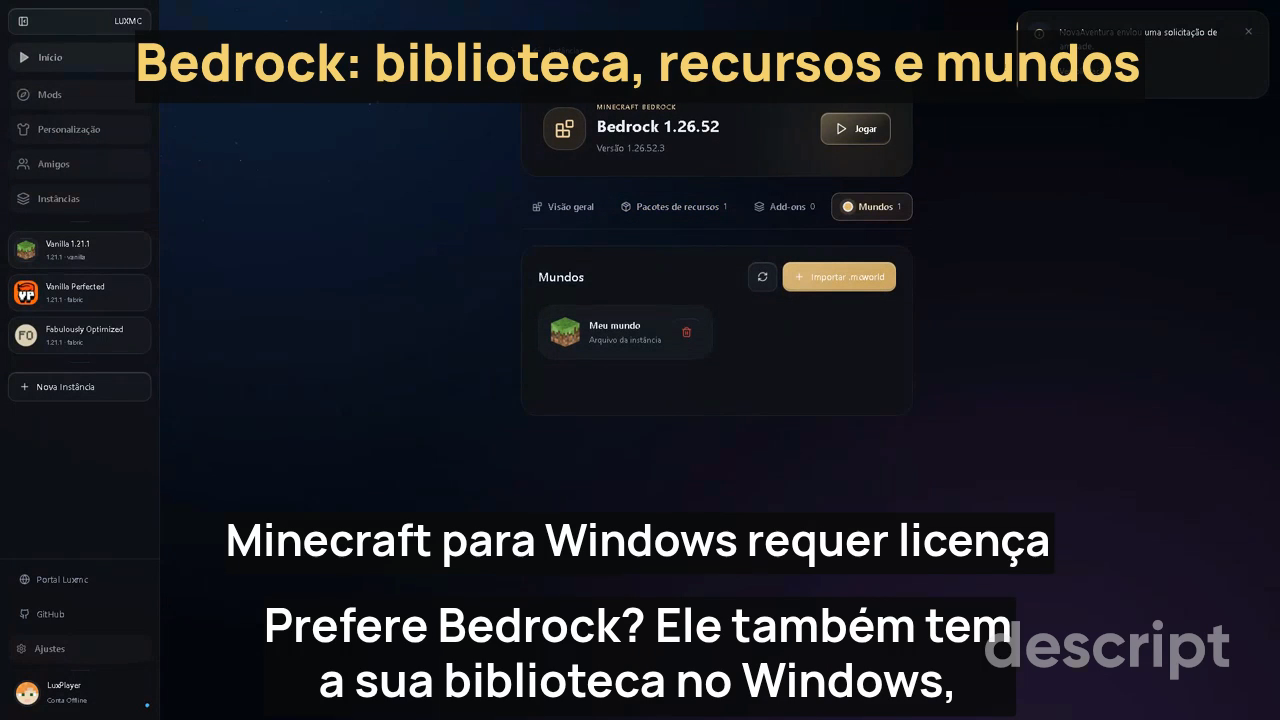 LUXMC
Início
Mods
Personalização
Amigos
Instâncias
Vanilla 1.21.1
1.21.1 · vanilla
Vanilla Perfected
1.21.1 · fabric
FO
Fabulously Optimized
1.21.1 · fabric
Nova Instância
Portal Luxmc
GitHub
Ajustes
LuxPlayer
Conta Offline
Bedrock: biblioteca, recursos e mundos
NovaAventura enviou uma solicitação de
MINECRAFT BEDROCK
Bedrock 1.26.52
Versão 1.26.52.3
Jogar
Visão geral
Pacotes de recursos 1
Add-ons 0
Mundos 1
Mundos
Importar .mcworld
Meu mundo
Arquivo da instância
Minecraft para Windows requer licença
Prefere Bedrock? Ele também tem
a sua biblioteca no Windows,
descript